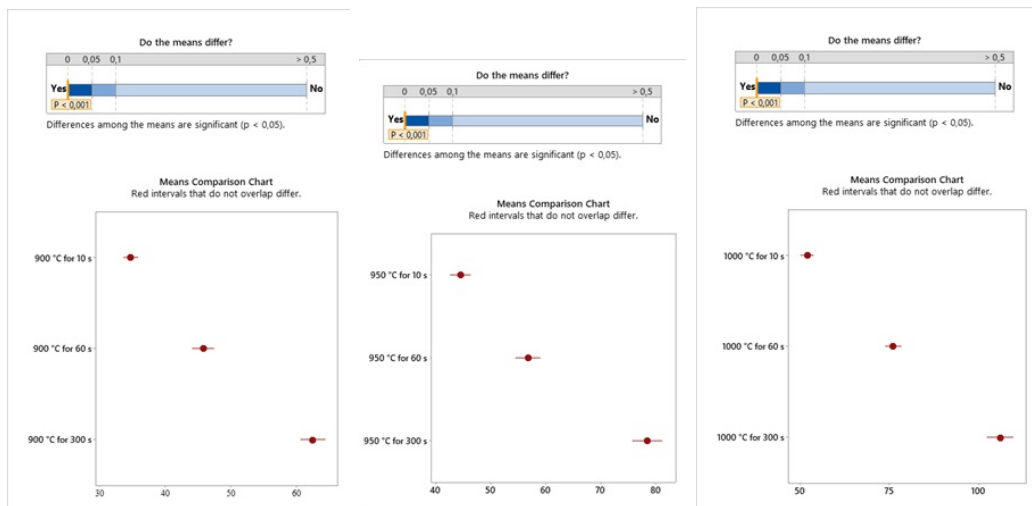 Do the means differ?
0 0,05 0,1 > 0,5
Yes No
P < 0,001
Differences among the means are significant (p < 0,05).
Means Comparison Chart
Red intervals that do not overlap differ.
900 °C for 10 s
900 °C for 60 s
900 °C for 300 s
30 40 50 60
Do the means differ?
0 0,05 0,1 > 0,5
Yes No
P < 0,001
Differences among the means are significant (p < 0,05).
Means Comparison Chart
Red intervals that do not overlap differ.
950 °C for 10 s
950 °C for 60 s
950 °C for 300 s
40 50 60 70 80
Do the means differ?
0 0,05 0,1 > 0,5
Yes No
P < 0,001
Differences among the means are significant (p < 0,05).
Means Comparison Chart
Red intervals that do not overlap differ.
1000 °C for 10 s
1000 °C for 60 s
1000 °C for 300 s
50 75 100